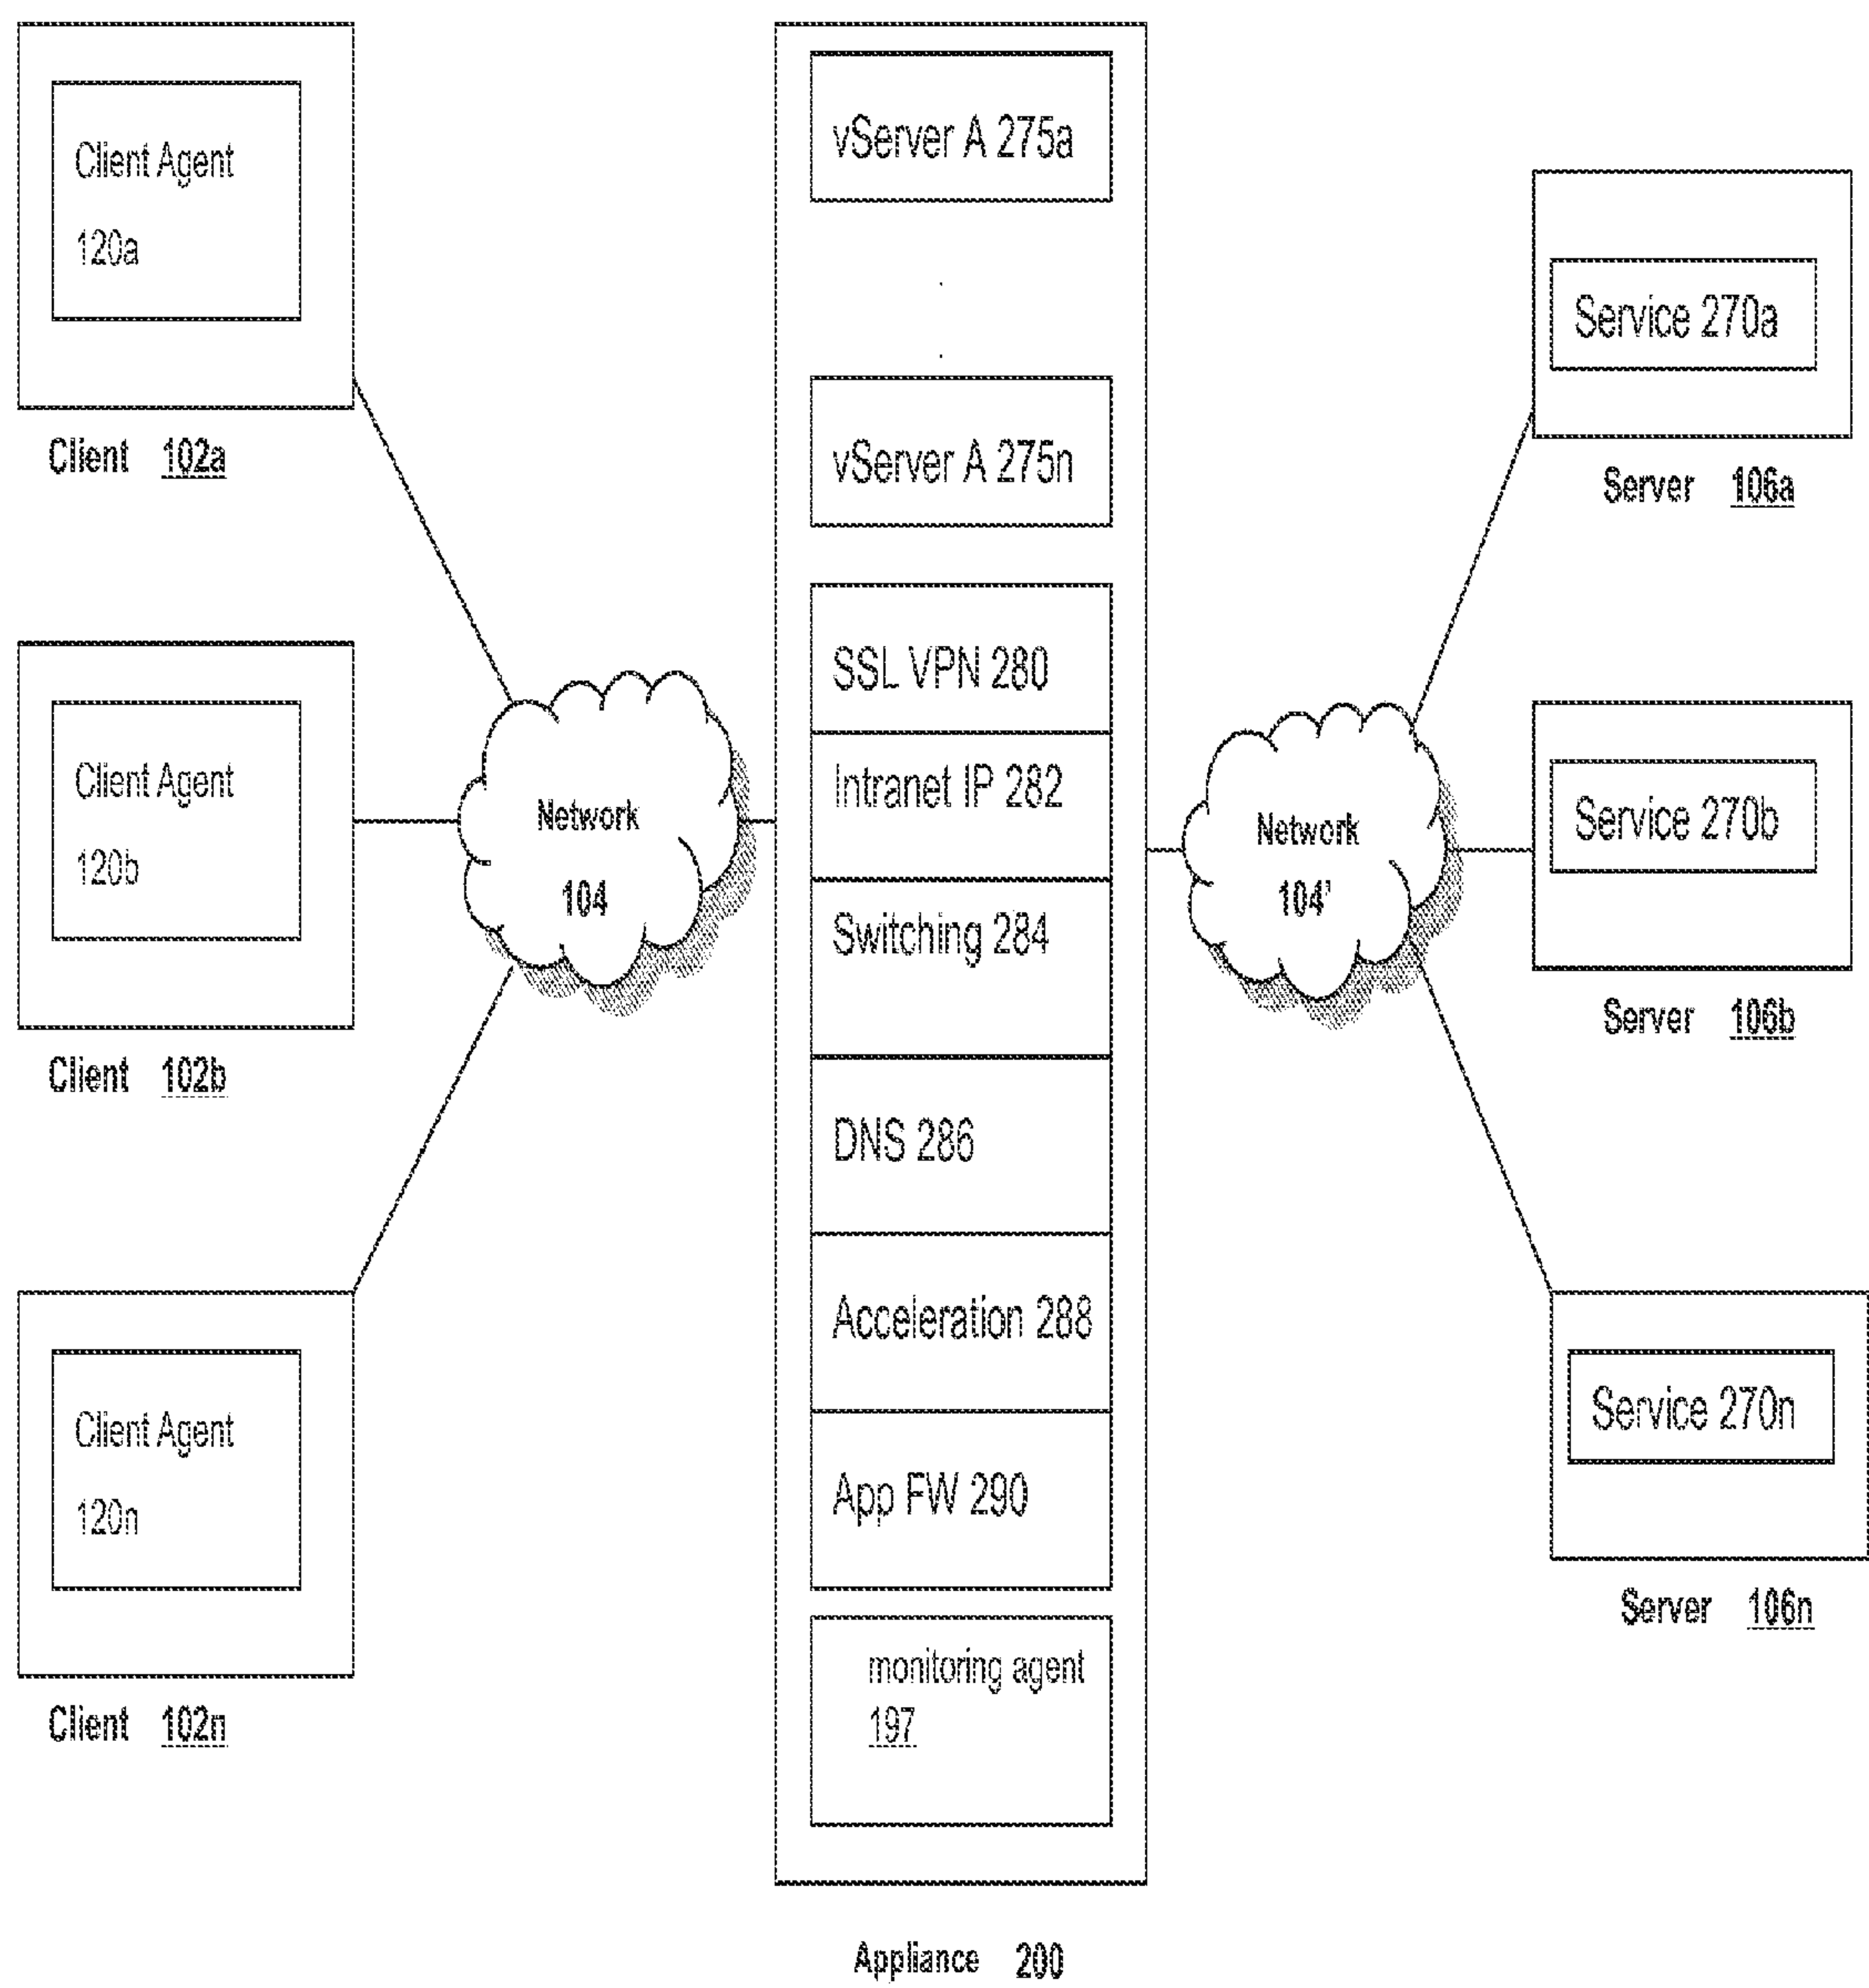 Client Agent
120a
Client 102a
Client Agent
120b
Client 102b
Client Agent
120n
Client 102n
Network
104
vServer A 275a
vServer A 275n
SSL VPN 280
Intranet IP 282
Switching 284
DNS 286
Acceleration 288
App FW 290
monitoring agent
197
Appliance 200
Network
104'
Service 270a
Server 106a
Service 270b
Server 106b
Service 270n
Server 106n